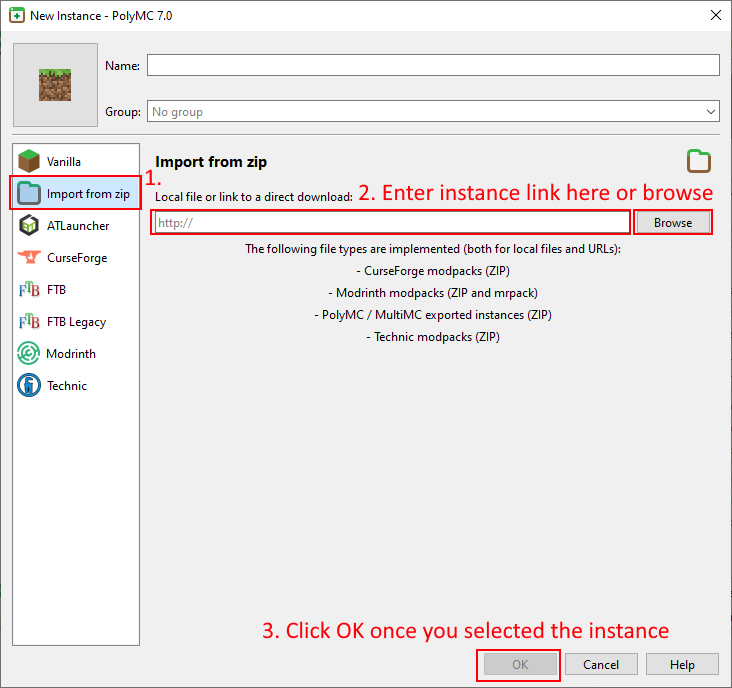 New Instance - PolyMC 7.0
Name:
Group: No group
Vanilla
Import from zip
ATLauncher
CurseForge
FTB FTB
FTB FTB Legacy
Modrinth
Technic
1.
Import from zip
Local file or link to a direct download: 2. Enter instance link here or browse
http:// Browse
The following file types are implemented (both for local files and URLs):
- CurseForge modpacks (ZIP)
- Modrinth modpacks (ZIP and mrpack)
- PolyMC / MultiMC exported instances (ZIP)
- Technic modpacks (ZIP)
3. Click OK once you selected the instance
OK Cancel Help